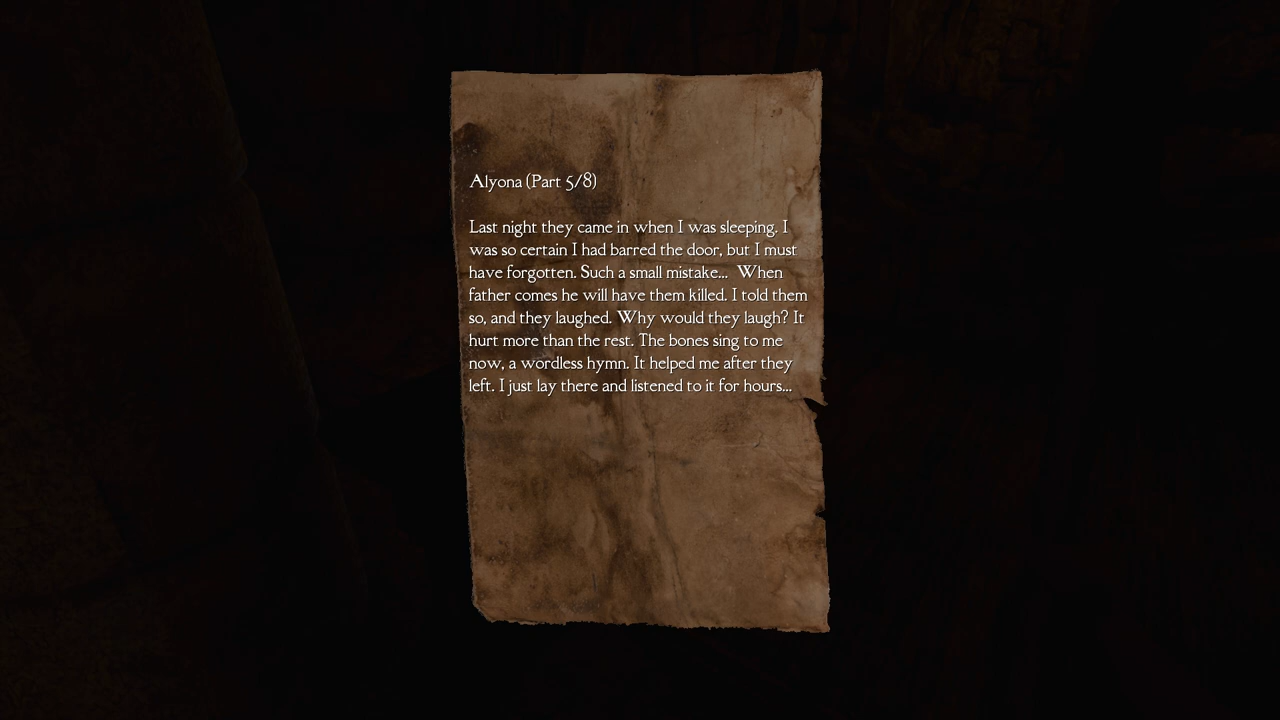 Alyona (Part 5/8)
Last night they came in when I was sleeping. I
was so certain I had barred the door, but I must
have forgotten. Such a small mistake...  When
father comes he will have them killed. I told them
so, and they laughed. Why would they laugh? It
hurt more than the rest. The bones sing to me
now, a wordless hymn. It helped me after they
left. I just lay there and listened to it for hours...